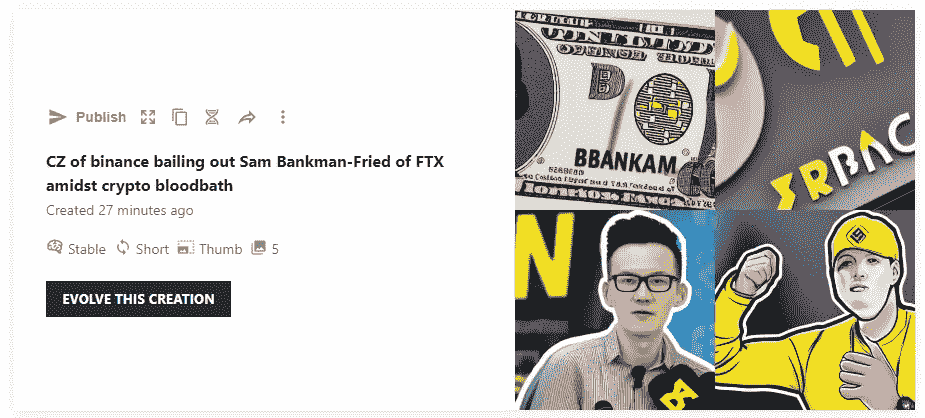 Publish
CZ of binance bailing out Sam Bankman-Fried of FTX
amidst crypto bloodbath
Created 27 minutes ago
Stable Short Thumb 5
EVOLVE THIS CREATION
BBANKAM
N